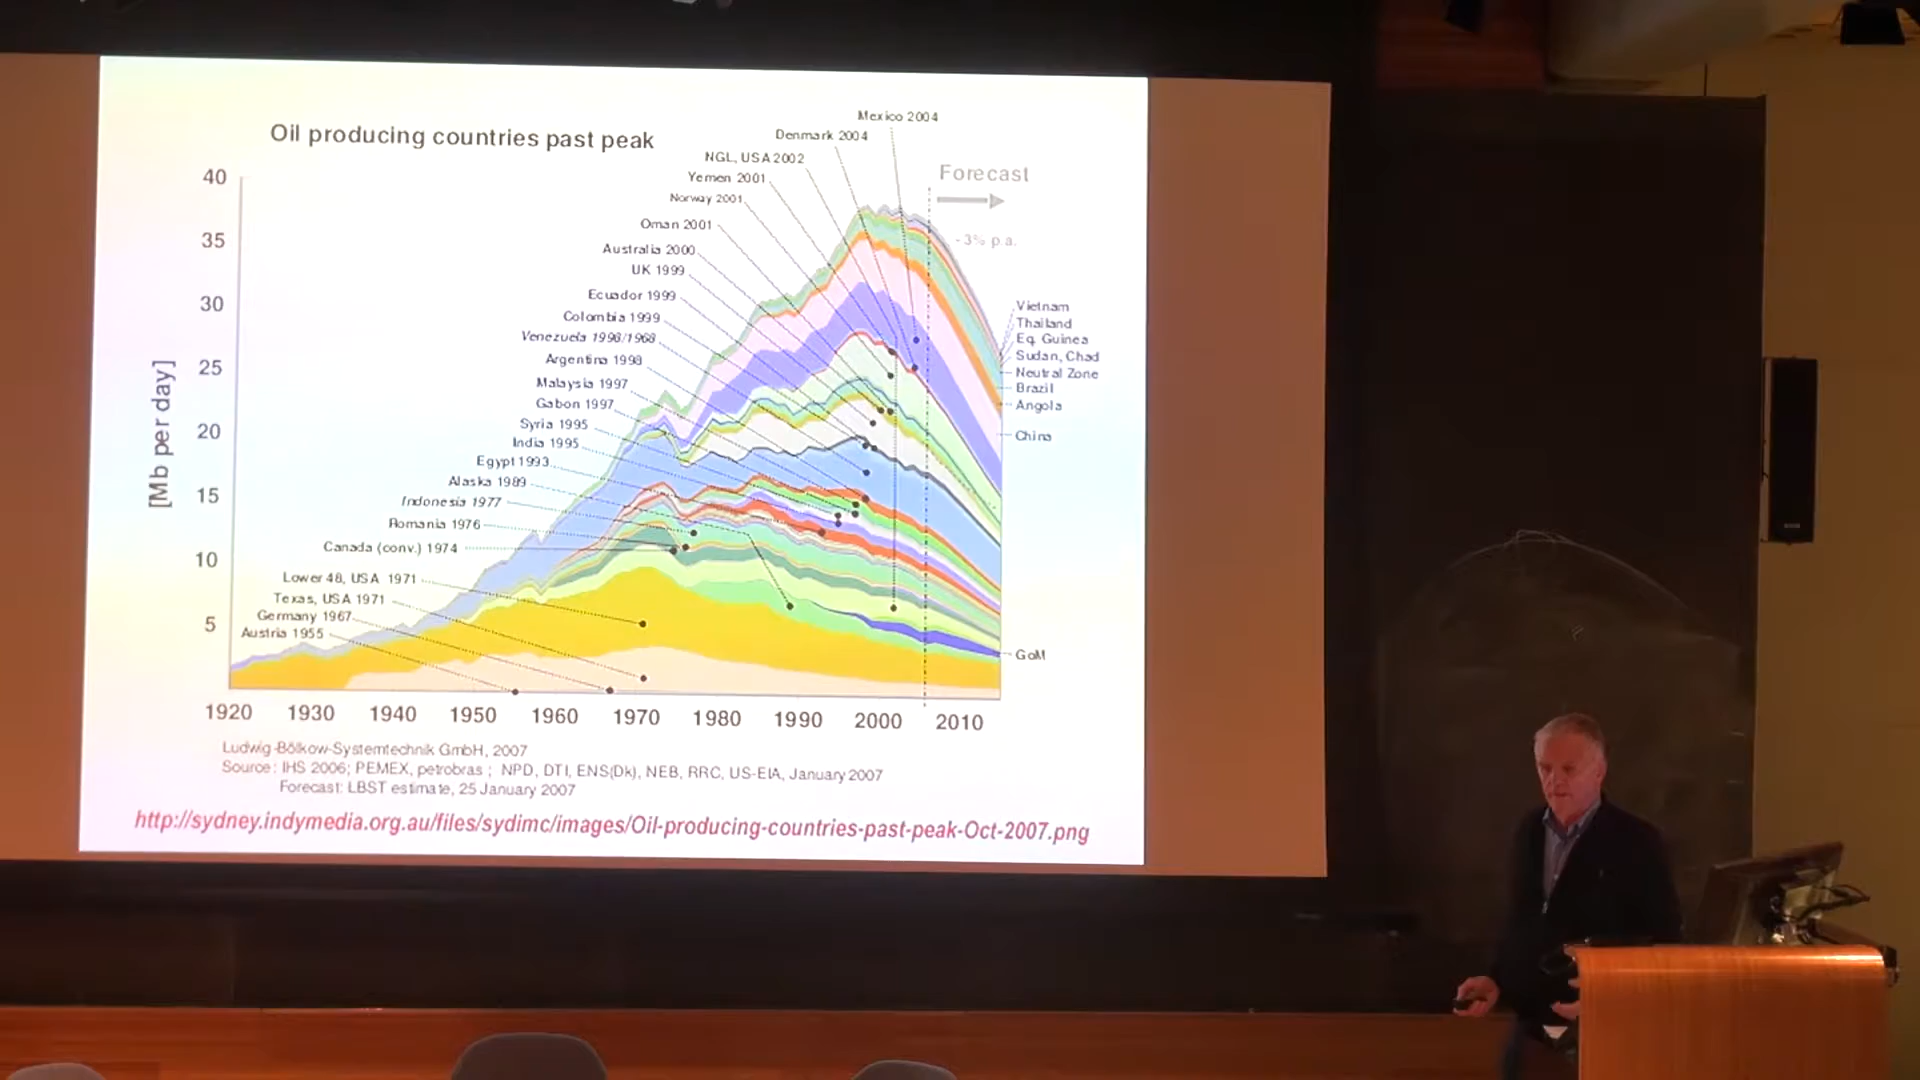 Oil producing countries past peak
Mexico 2004
Denmark 2004
NGL, USA 2002
Yemen 2001
Norway 2001
Oman 2001
Australia 2000
UK 1999
Ecuador 1999
Colombia 1999
Venezuela 1998/1968
Argentina 1998
Malaysia 1997
Gabon 1997
Syria 1995
India 1995
Egypt 1993
Alaska 1989
Indonesia 1977
Romania 1976
Canada (conv.) 1974
Lower 48, USA 1971
Texas, USA 1971
Germany 1967
Austria 1955
Forecast
-3% p.a.
Vietnam
Thailand
Eq. Guinea
Sudan, Chad
Neutral Zone
Brazil
Angola
China
GoM
[Mb per day]
40
35
30
25
20
15
10
5
1920 1930 1940 1950 1960 1970 1980 1990 2000 2010
Ludwig-Bölkow-Systemtechnik GmbH, 2007
Source: IHS 2006; PEMEX, petrobras ; NPD, DTI, ENS(Dk), NEB, RRC, US-EIA, January 2007
Forecast: LBST estimate, 25 January 2007
http://sydney.indymedia.org.au/files/sydimc/images/Oil-producing-countries-past-peak-Oct-2007.png